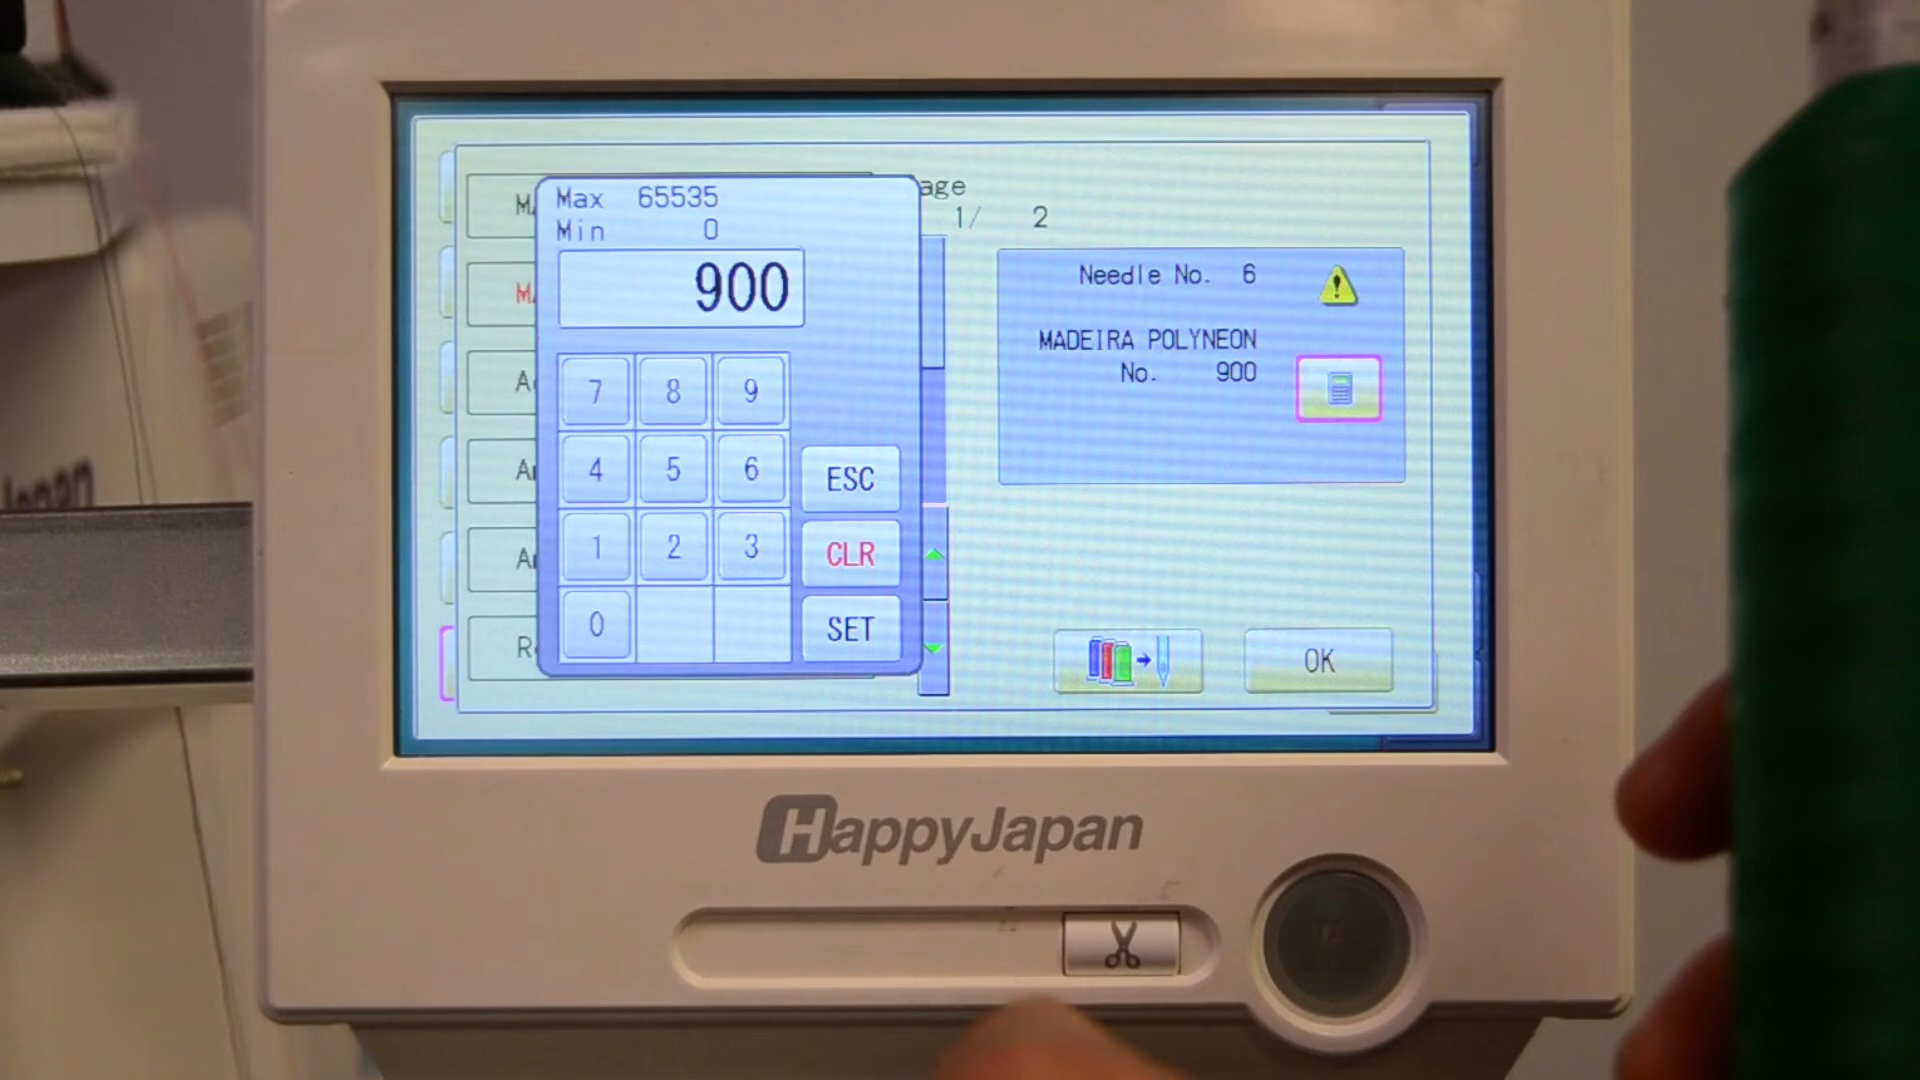 Max 65535
Min 0
900
7 8 9
4 5 6 ESC
1 2 3 CLR
0 SET
age
1/ 2
Needle No. 6
MADEIRA POLYNEON
No. 900
OK
HappyJapan